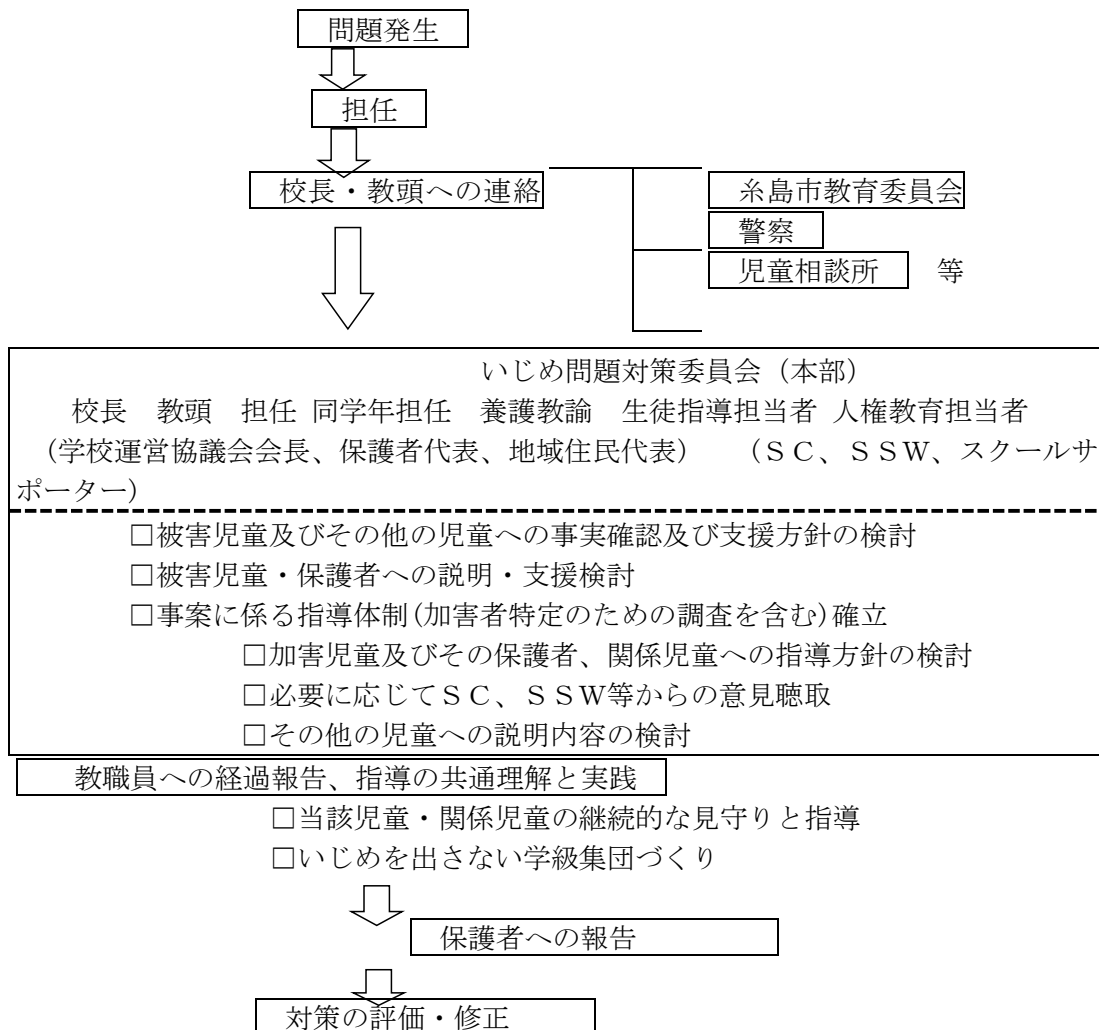 問題発生
担任
校長・教頭への連絡
糸島市教育委員会
警察
児童相談所　等
いじめ問題対策委員会（本部）
校長　教頭　担任 同学年担任　養護教諭　生徒指導担当者 人権教育担当者
（学校運営協議会会長、保護者代表、地域住民代表）　（ＳＣ、ＳＳＷ、スクールサ
ポーター）
□被害児童及びその他の児童への事実確認及び支援方針の検討
□被害児童・保護者への説明・支援検討
□事案に係る指導体制(加害者特定のための調査を含む)確立
□加害児童及びその保護者、関係児童への指導方針の検討
□必要に応じてＳＣ、ＳＳＷ等からの意見聴取
□その他の児童への説明内容の検討
教職員への経過報告、指導の共通理解と実践
□当該児童・関係児童の継続的な見守りと指導
□いじめを出さない学級集団づくり
保護者への報告
対策の評価・修正